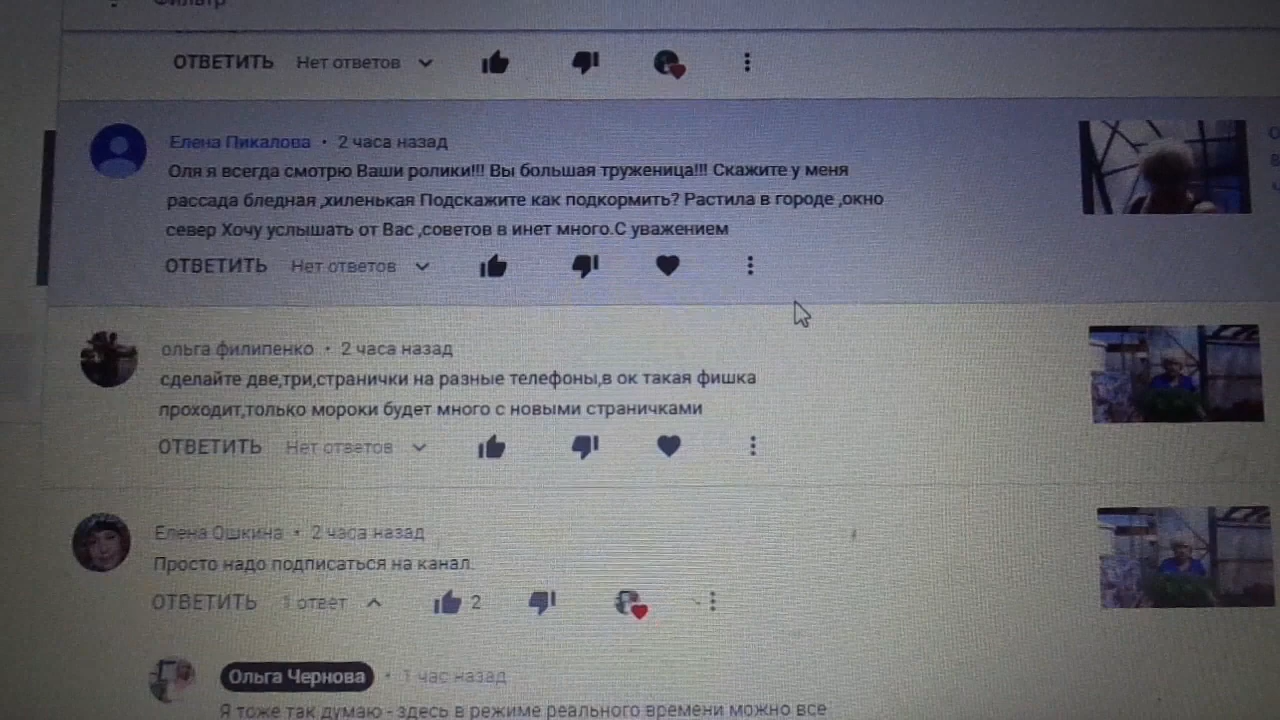 Фильтр
ОТВЕТИТЬ Нет ответов
Елена Пикалова • 2 часа назад
Оля я всегда смотрю Ваши ролики!!! Вы большая труженица!!! Скажите у меня
рассада бледная ,хиленькая Подскажите как подкормить? Растила в городе ,окно
север Хочу услышать от Вас ,советов в инет много.С уважением
ОТВЕТИТЬ Нет ответов
ольга филипенко • 2 часа назад
сделайте две,три,странички на разные телефоны,в ок такая фишка
проходит,только мороки будет много с новыми страничками
ОТВЕТИТЬ Нет ответов
Елена Ошкина • 2 часа назад
Просто надо подписаться на канал.
ОТВЕТИТЬ 1 ответ 2
Ольга Чернова • 1 час назад
Я тоже так думаю - здесь в режиме реального времени можно все